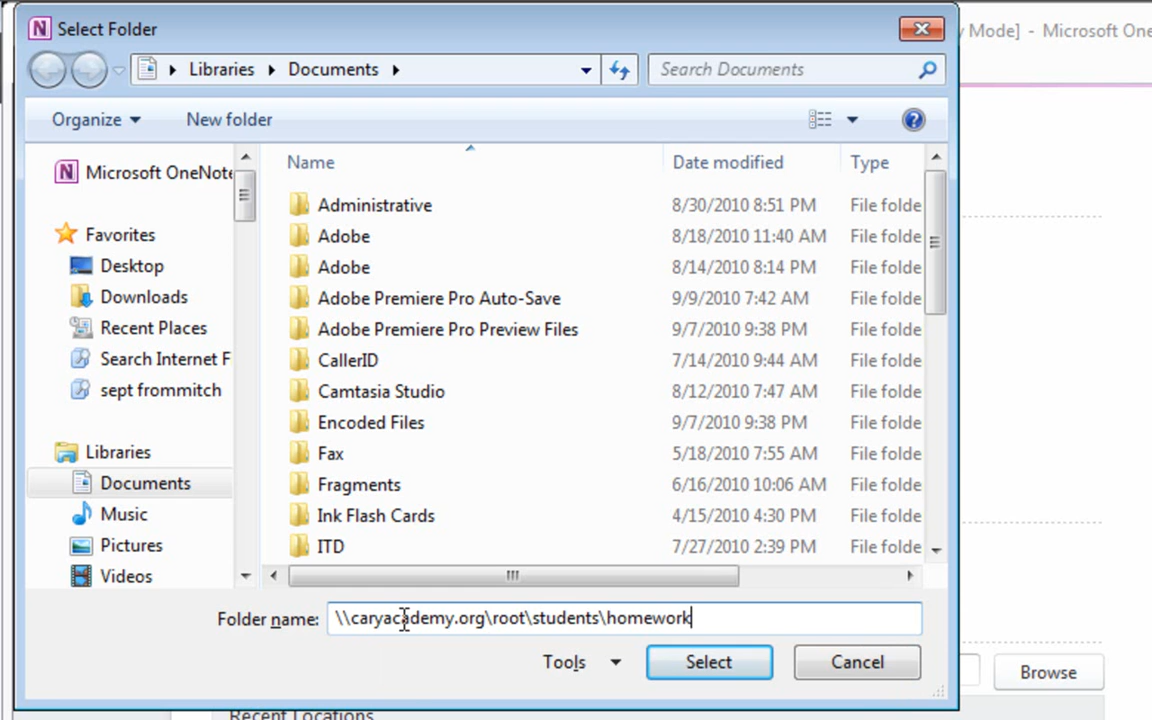 Select Folder
y Mode] - Microsoft One
Libraries Documents
Search Documents
Organize New folder
Name Date modified Type
Microsoft OneNote
Favorites
Desktop
Downloads
Recent Places
Search Internet F
sept frommitch
Libraries
Documents
Music
Pictures
Videos
Administrative 8/30/2010 8:51 PM File folde
Adobe 8/18/2010 11:40 AM File folde
Adobe 8/14/2010 8:14 PM File folde
Adobe Premiere Pro Auto-Save 9/9/2010 7:42 AM File folde
Adobe Premiere Pro Preview Files 9/7/2010 9:38 PM File folde
CallerID 7/14/2010 9:44 AM File folde
Camtasia Studio 8/12/2010 7:47 AM File folde
Encoded Files 9/7/2010 9:38 PM File folde
Fax 5/18/2010 7:55 AM File folde
Fragments 6/16/2010 10:06 AM File folde
Ink Flash Cards 4/15/2010 4:30 PM File folde
ITD 7/27/2010 2:39 PM File folde
Folder name: \\caryacademy.org\root\students\homework
Tools Select Cancel
Browse
Recent Locations